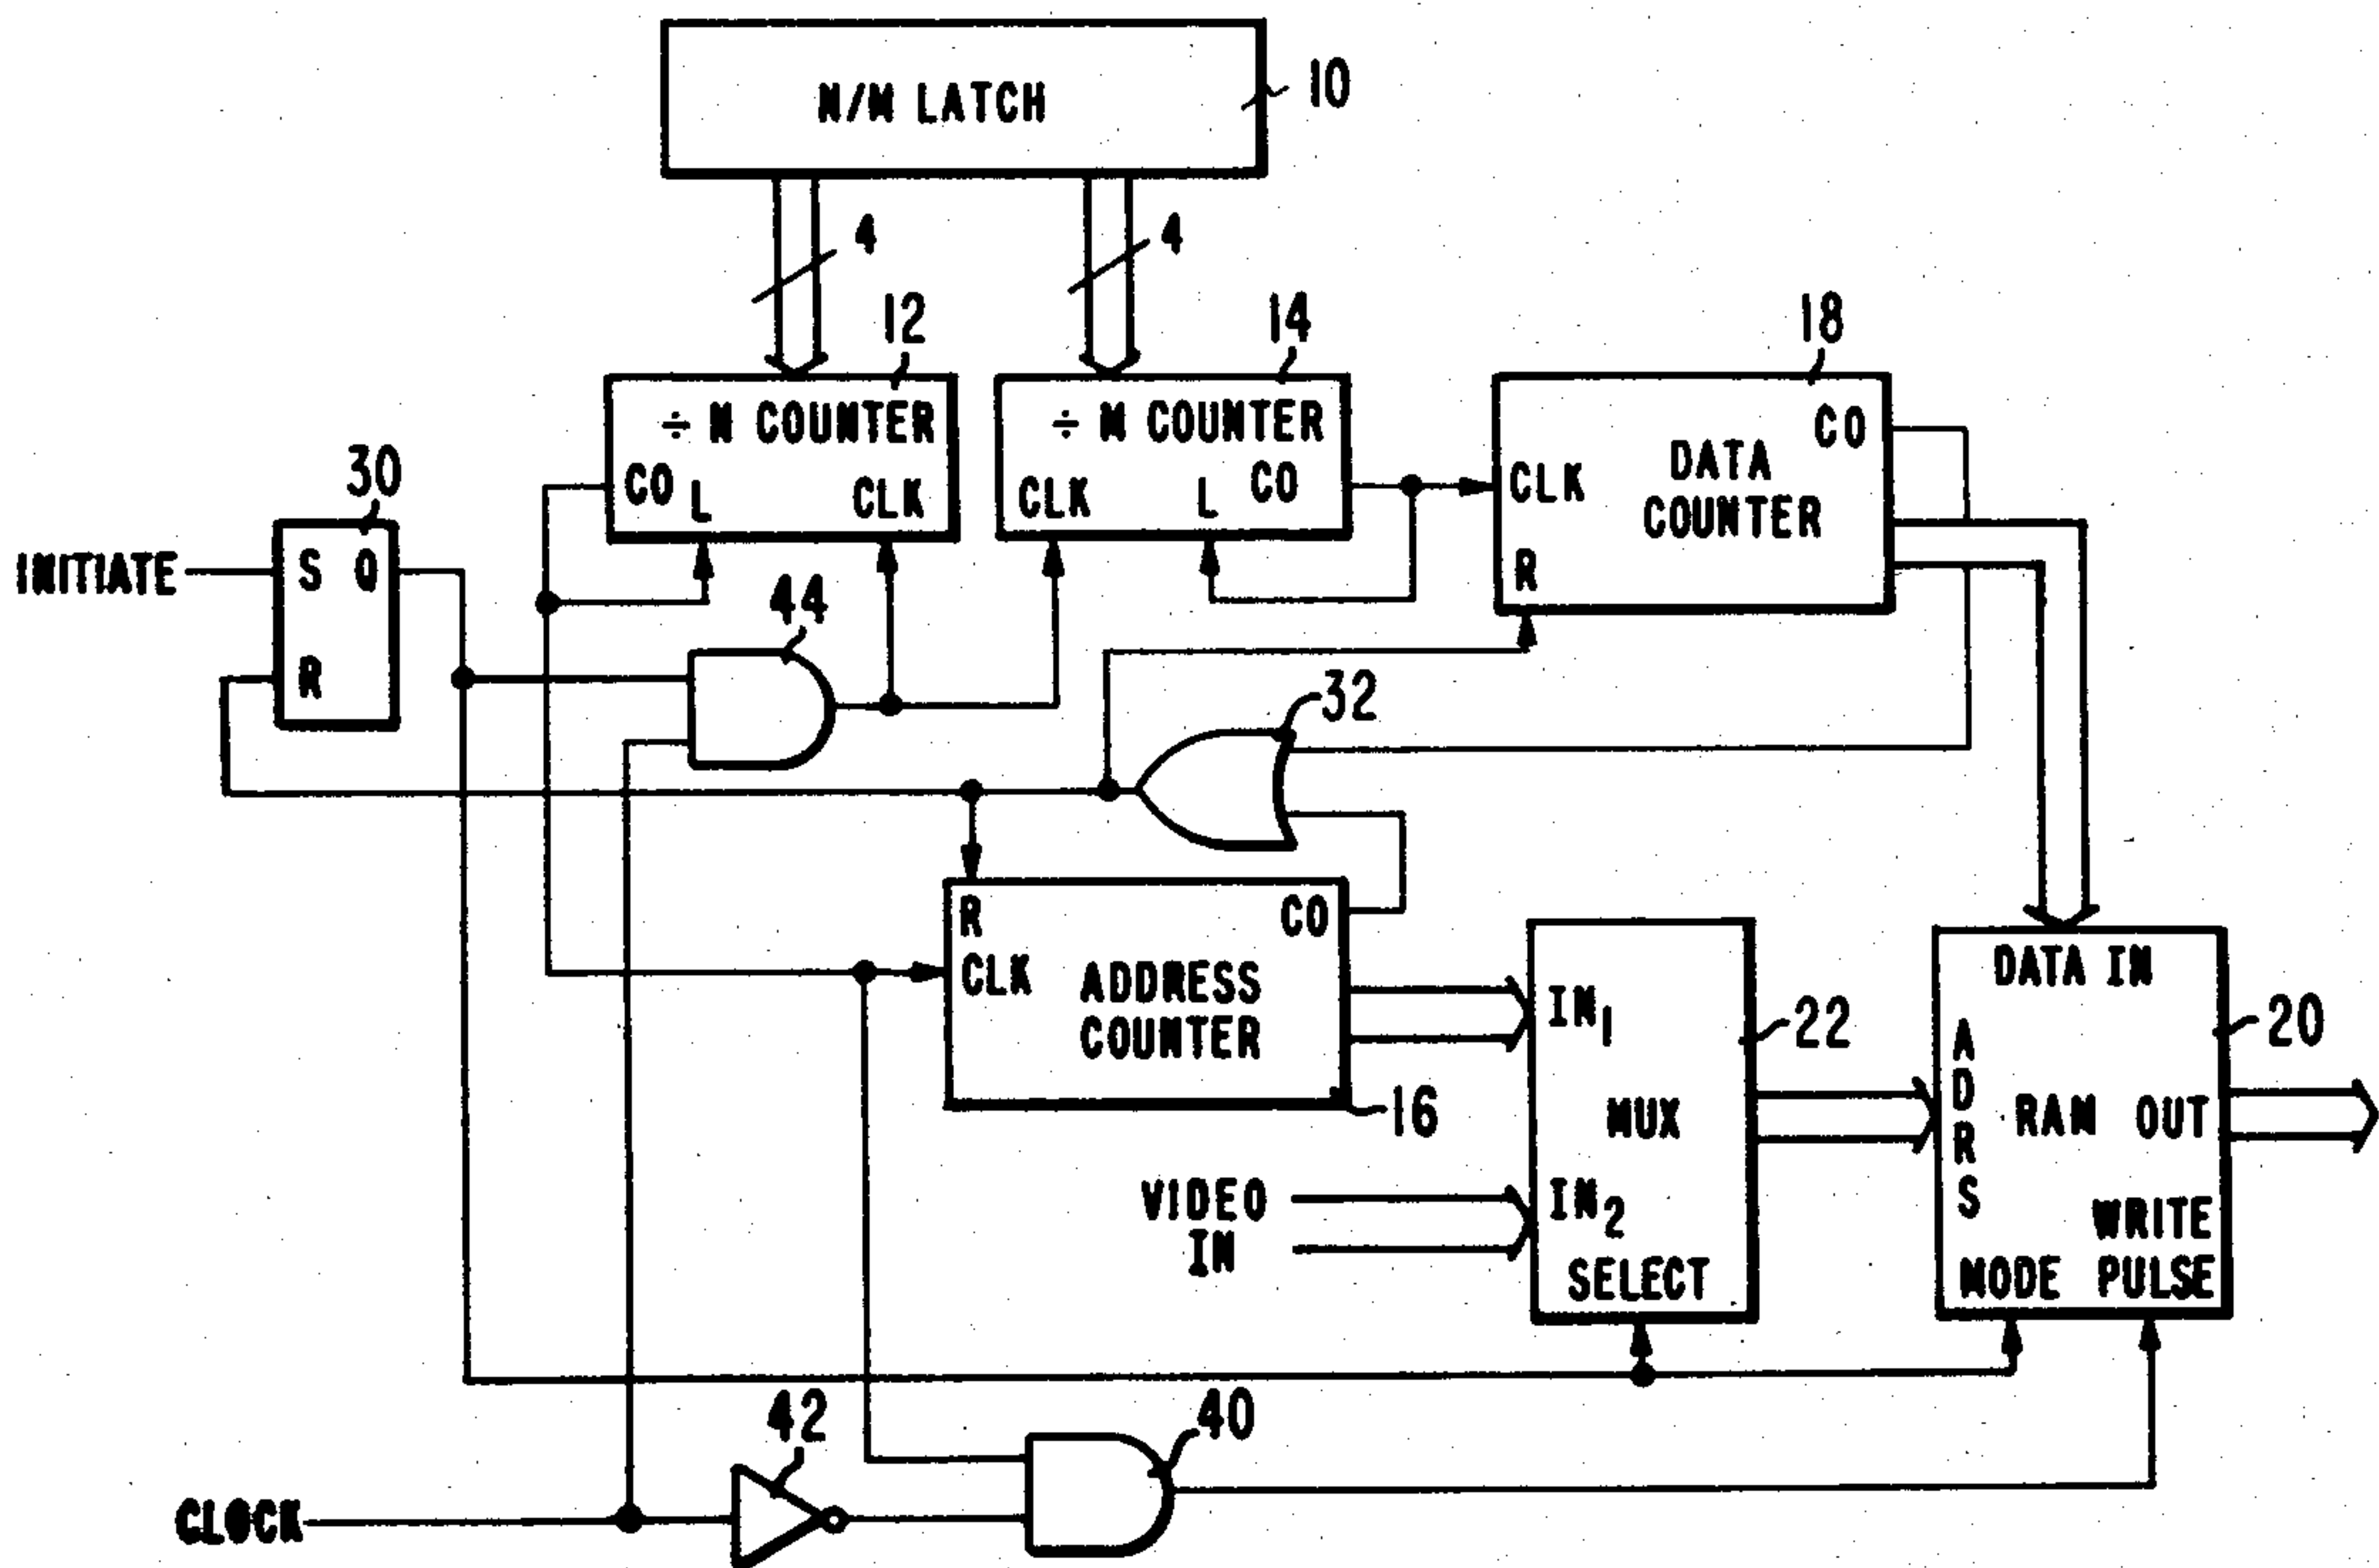 N/M LATCH
10
4
4
12
14
18
÷ N COUNTER
CO L CLK
÷ M COUNTER
CLK L CO
CO
CLK DATA
COUNTER
R
30
INITIATE
S Q
R
44
32
R CO
CLK ADDRESS
COUNTER
16
IN1
22
MUX
VIDEO
IN
IN2
SELECT
DATA IN
20
ADRS
RAM OUT
WRITE
MODE PULSE
42
40
CLOCK